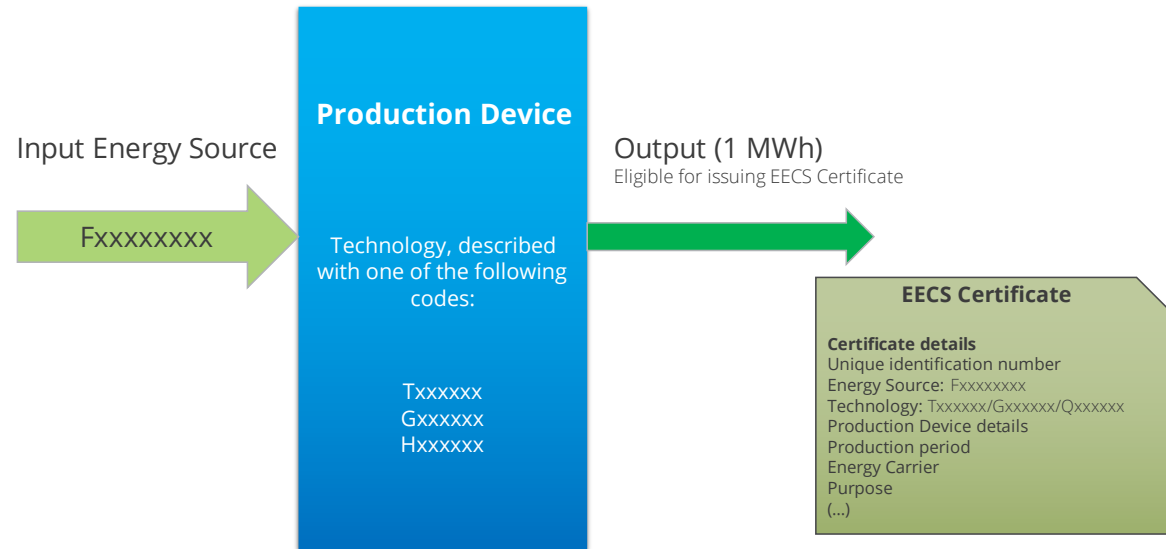 Input Energy Source
Fxxxxxxxx
Production Device
Technology, described
with one of the following
codes:
Txxxxxx
Gxxxxxx
Hxxxxxx
Output (1 MWh)
Eligible for issuing EECS Certificate
EECS Certificate
Certificate details
Unique identification number
Energy Source: Fxxxxxxxx
Technology: Txxxxxx/Gxxxxxx/Qxxxxxx
Production Device details
Production period
Energy Carrier
Purpose
(...)